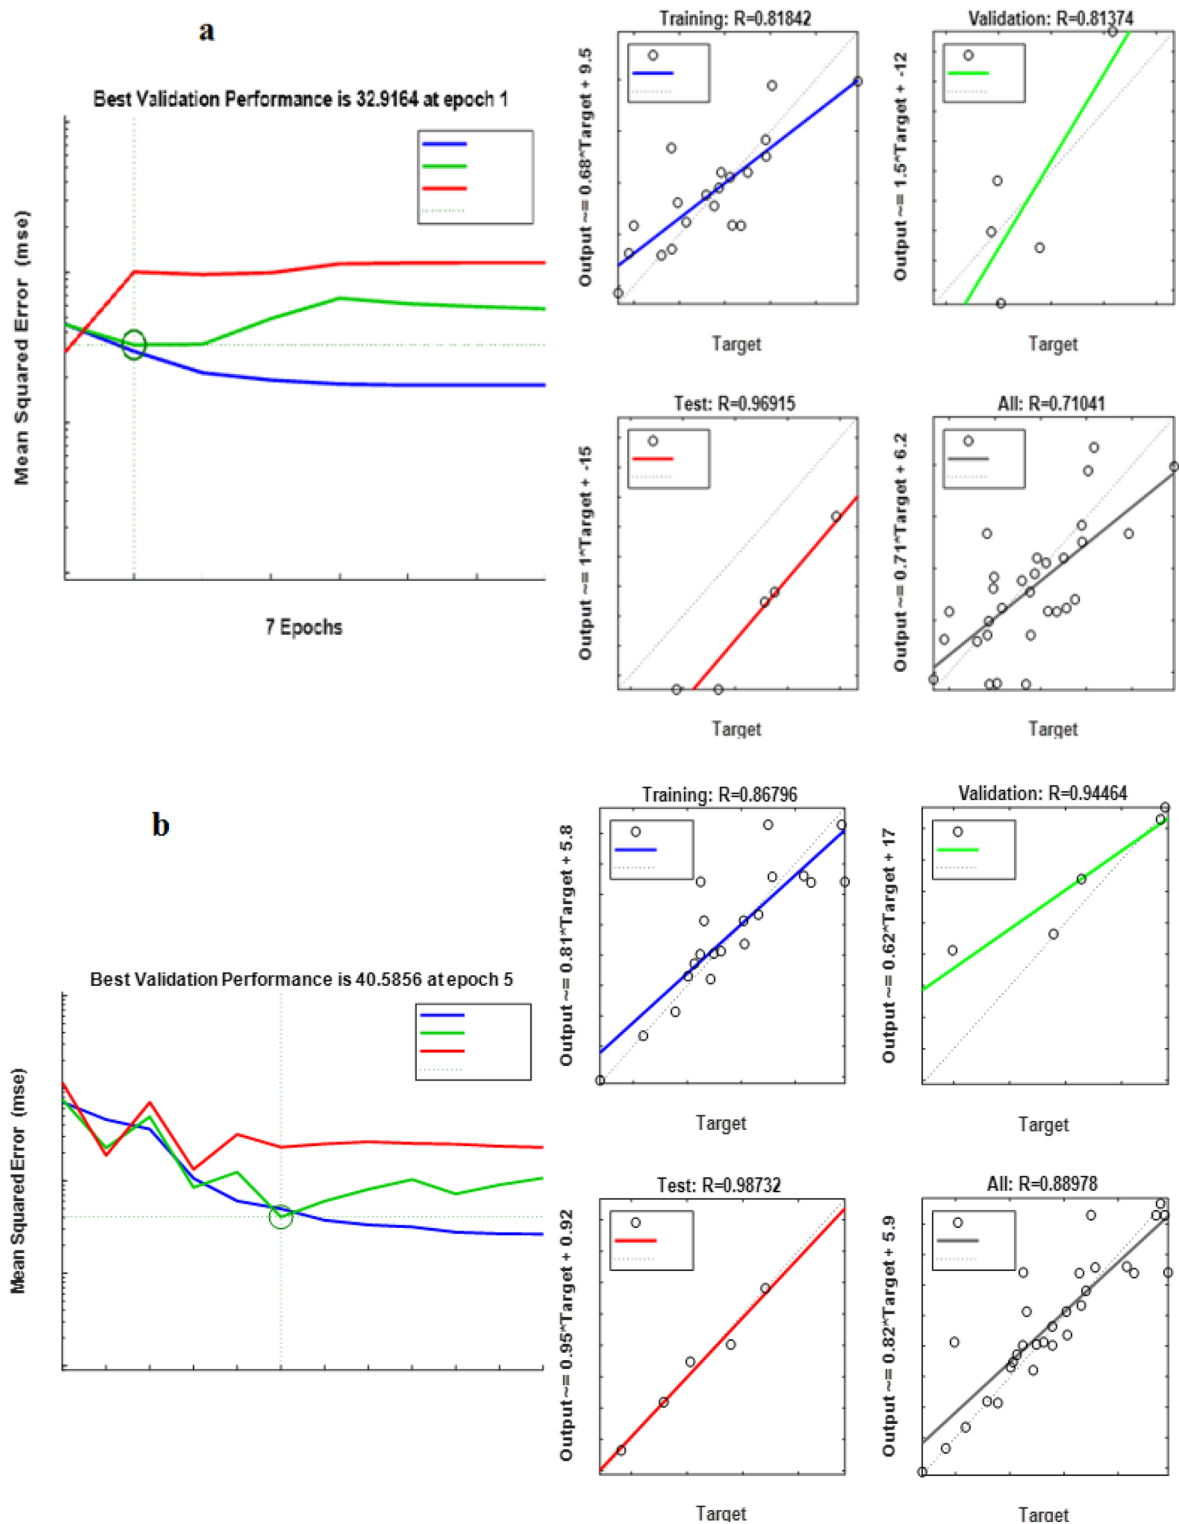 a
Best Validation Performance is 32.9164 at epoch 1
Mean Squared Error (mse)
7 Epochs
Training: R=0.81842
Output ~= 0.68*Target + 9.5
Target
Validation: R=0.81374
Output ~= 1.5*Target + -12
Target
Test: R=0.96915
Output ~= 1*Target + -15
Target
All: R=0.71041
Output ~= 0.71*Target + 6.2
Target
b
Best Validation Performance is 40.5856 at epoch 5
Mean Squared Error (mse)
Training: R=0.86796
Output ~= 0.81*Target + 5.8
Target
Validation: R=0.94464
Output ~= 0.62*Target + 17
Target
Test: R=0.98732
Output ~= 0.95*Target + 0.92
Target
All: R=0.88978
Output ~= 0.82*Target + 5.9
Target